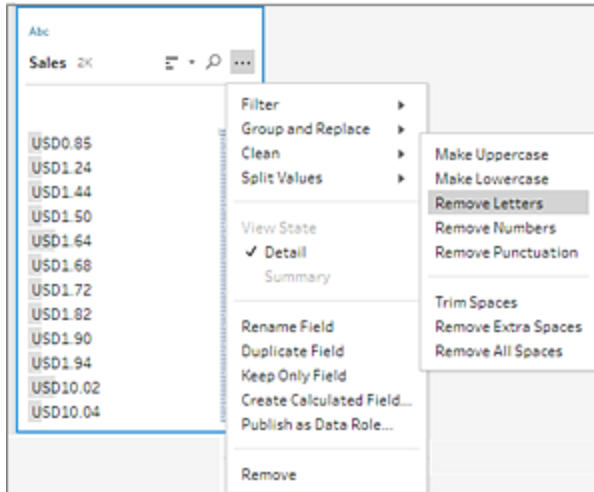 Abc
Sales 2K
USD0.85
USD1.24
USD1.44
USD1.50
USD1.64
USD1.68
USD1.72
USD1.82
USD1.90
USD1.94
USD10.02
USD10.04
Filter
Group and Replace
Clean
Split Values
View State
Detail
Summary
Rename Field
Duplicate Field
Keep Only Field
Create Calculated Field...
Publish as Data Role...
Remove
Make Uppercase
Make Lowercase
Remove Letters
Remove Numbers
Remove Punctuation
Trim Spaces
Remove Extra Spaces
Remove All Spaces